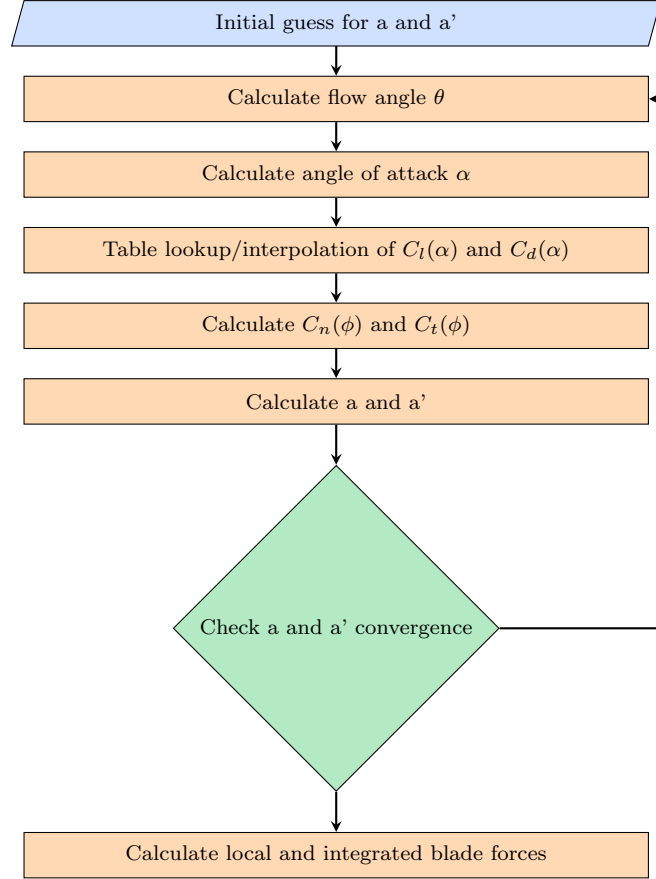 Initial guess for a and a’
Calculate flow angle θ
Calculate angle of attack α
Table lookup/interpolation of C_l(α) and C_d(α)
Calculate C_n(ϕ) and C_t(ϕ)
Calculate a and a’
Check a and a’ convergence
Calculate local and integrated blade forces